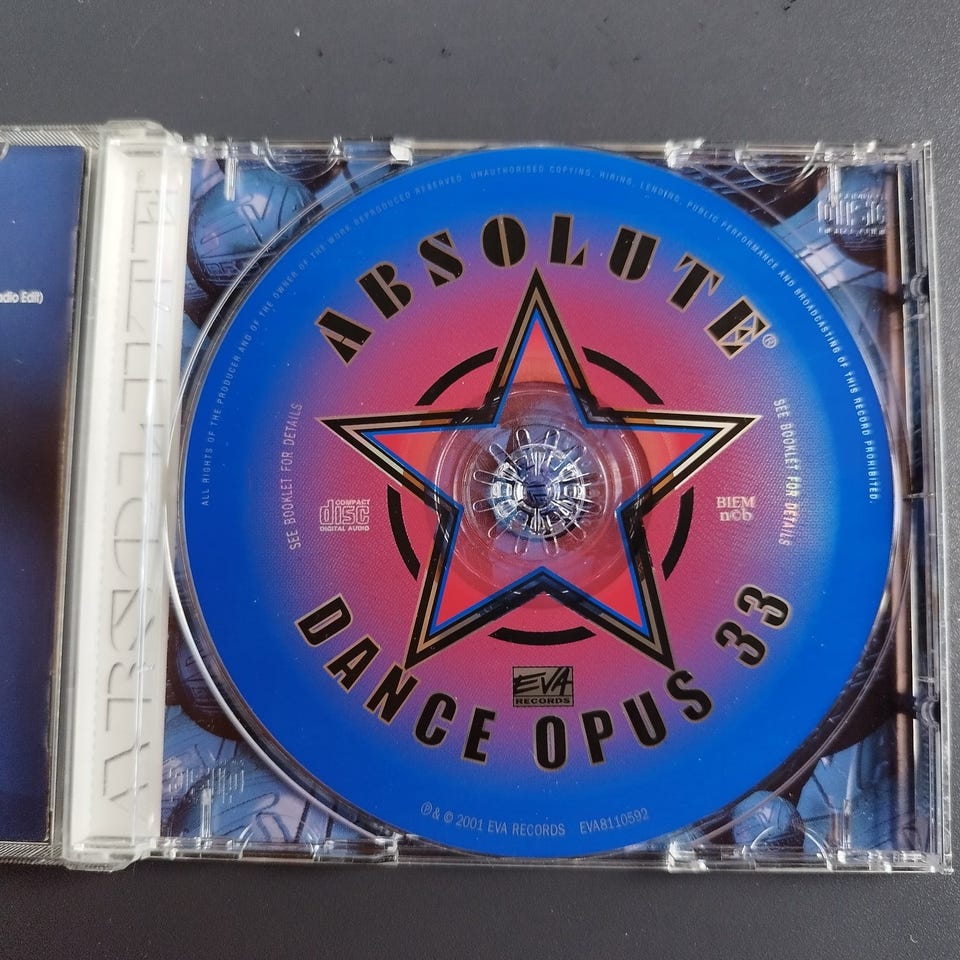 adio Edit)
ABSOLUTE
ALL RIGHTS OF THE PRODUCER AND OF THE OWNER OF THE WORK REPRODUCED RESERVED. UNAUTHORISED COPYING, HIRING, LENDING, PUBLIC PERFORMANCE AND BROADCASTING OF THIS RECORD PROHIBITED.
ABSOLUTE®
SEE BOOKLET FOR DETAILS
SEE BOOKLET FOR DETAILS
COMPACT
disc
DIGITAL AUDIO
BIEM
n©b
DANCE OPUS 33
EVA
RECORDS
℗ & © 2001 EVA RECORDS EVA8110592